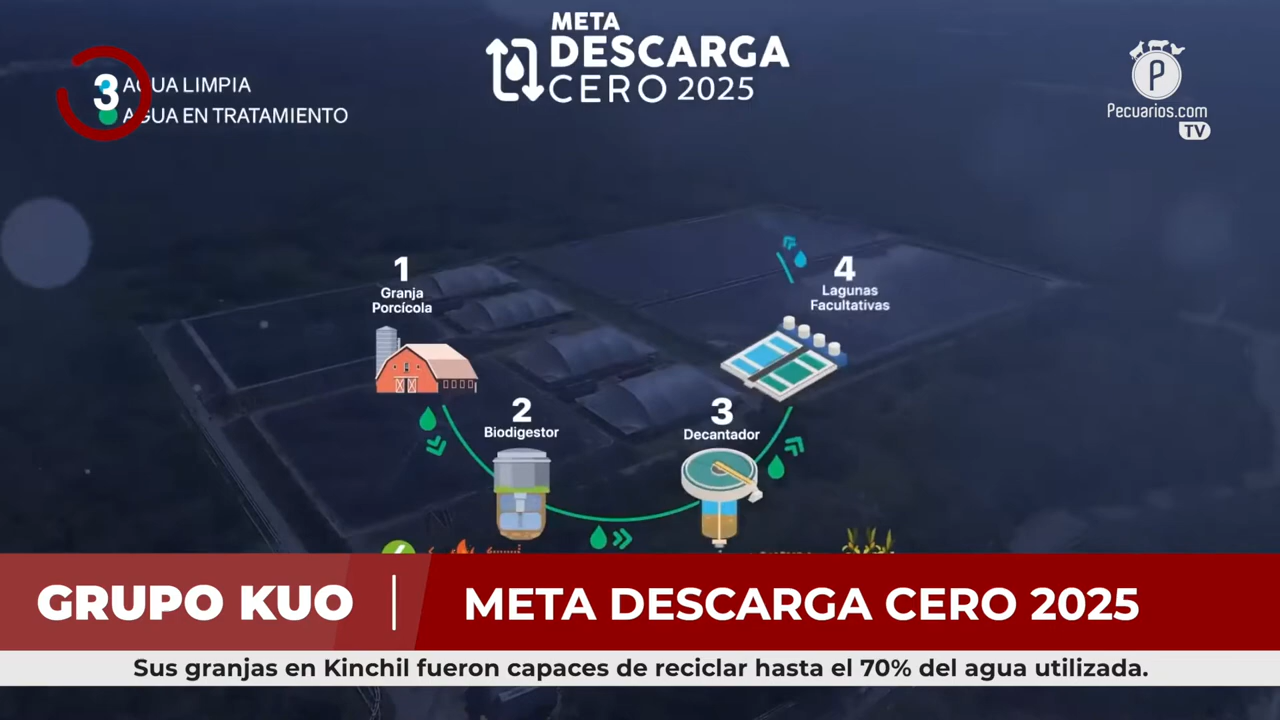 META
DESCARGA
CERO 2025
3
AGUA LIMPIA
AGUA EN TRATAMIENTO
P
Pecuarios.com
TV
1
Granja
Porcícola
4
Lagunas
Facultativas
2
Biodigestor
3
Decantador
GRUPO KUO
META DESCARGA CERO 2025
Sus granjas en Kinchil fueron capaces de reciclar hasta el 70% del agua utilizada.